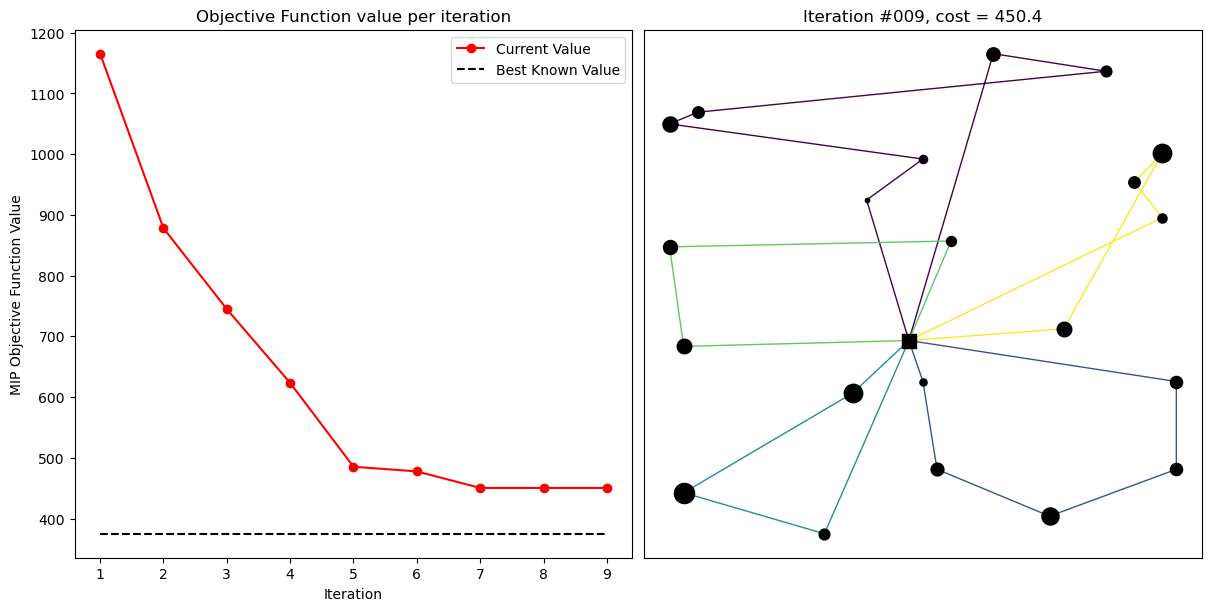 Objective Function value per iteration
Iteration #009, cost = 450.4
Current Value
Best Known Value
MIP Objective Function Value
1200
1100
1000
900
800
700
600
500
400
1 2 3 4 5 6 7 8 9
Iteration